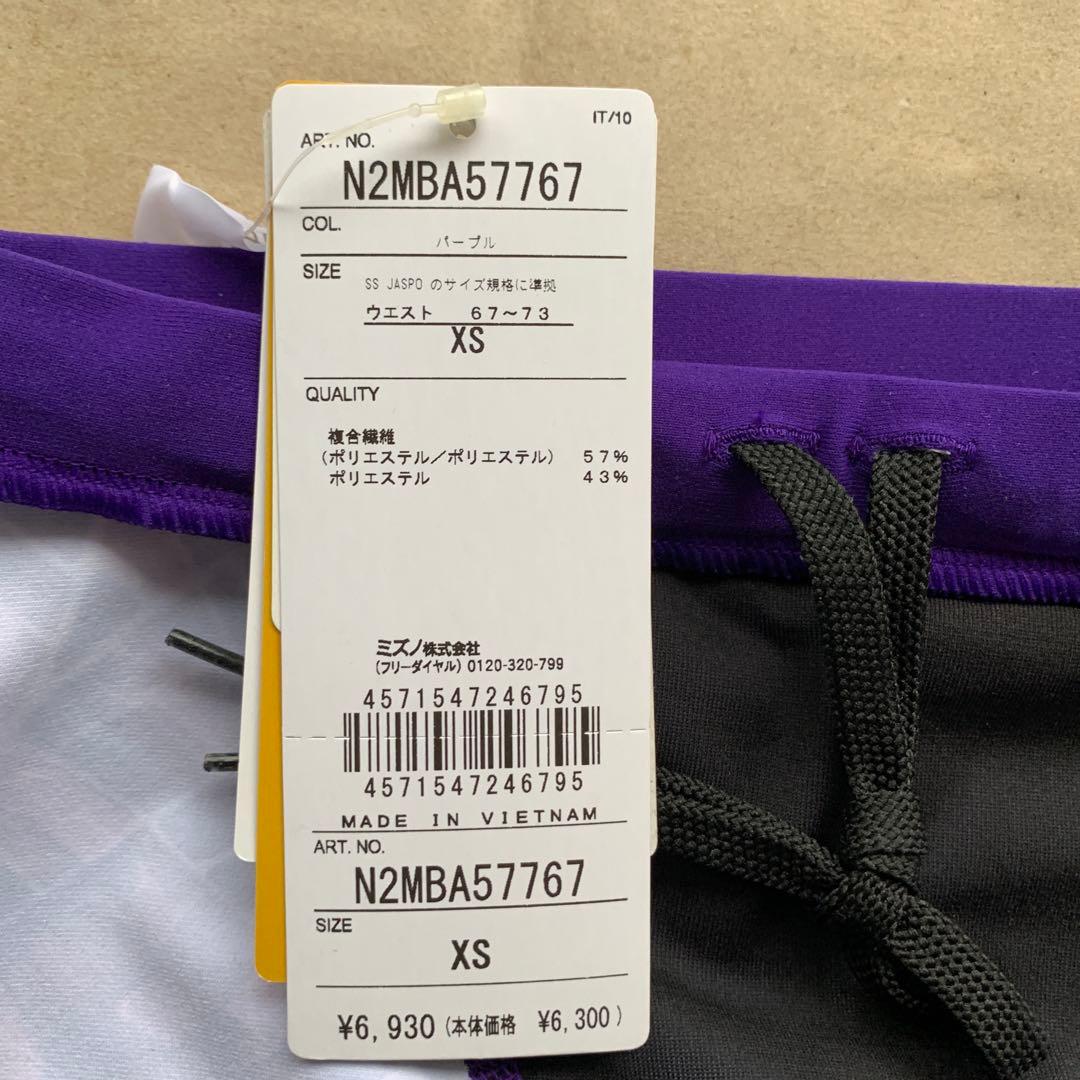 IT/10
ART. NO.
N2MBA57767
COL.
パープル
SIZE
SS JASPO のサイズ規格に準拠
ウエスト 67〜73
XS
QUALITY
複合繊維
(ポリエステル/ポリエステル) 57%
ポリエステル 43%
ミズノ株式会社
(フリーダイヤル) 0120-320-799
4571547246795
4571547246795
MADE IN VIETNAM
ART. NO.
N2MBA57767
SIZE
XS
¥6,930 (本体価格 ¥6,300)